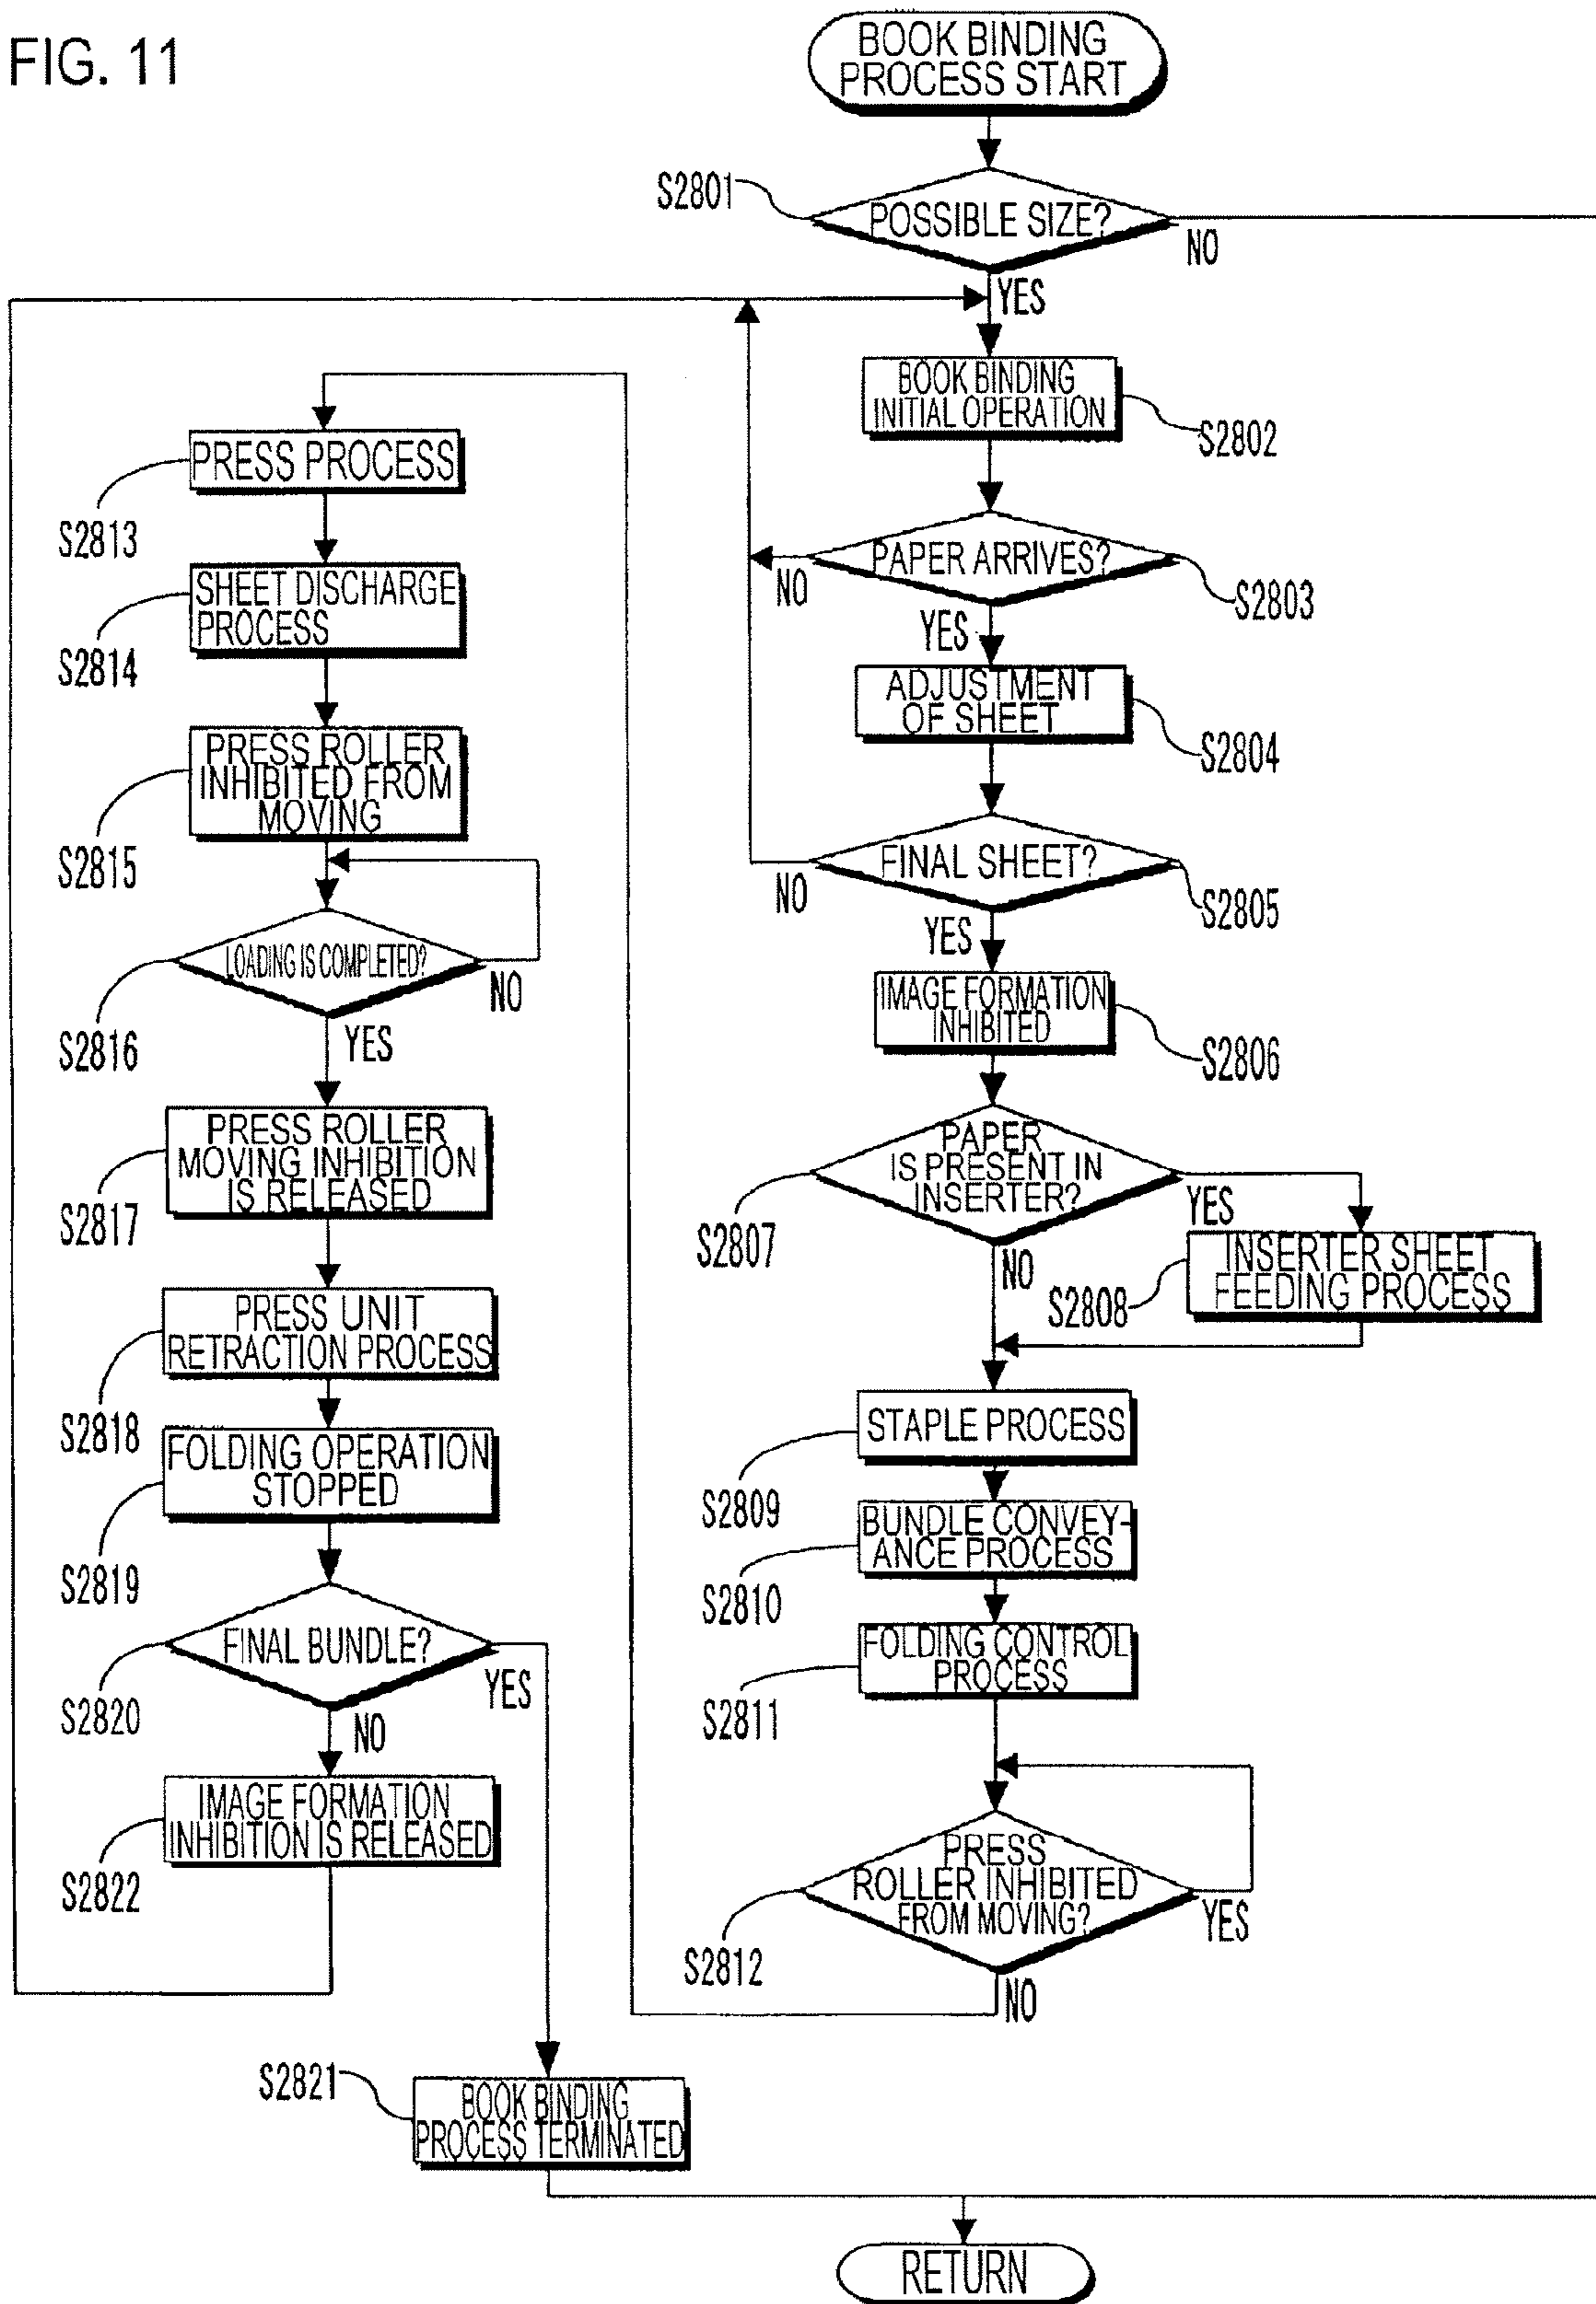 FIG. 11
BOOK BINDING
PROCESS START
S2801
POSSIBLE SIZE?
NO
YES
BOOK BINDING
INITIAL OPERATION
S2802
PAPER ARRIVES?
S2803
NO
YES
ADJUSTMENT
OF SHEET
S2804
FINAL SHEET?
S2805
NO
YES
IMAGE FORMATION
INHIBITED
S2806
PAPER
IS PRESENT IN
INSERTER?
S2807
YES
NO
INSERTER SHEET
FEEDING PROCESS
S2808
STAPLE PROCESS
S2809
BUNDLE CONVEY-
ANCE PROCESS
S2810
FOLDING CONTROL
PROCESS
S2811
PRESS
ROLLER INHIBITED
FROM MOVING?
S2812
YES
NO
PRESS PROCESS
S2813
SHEET DISCHARGE
PROCESS
S2814
PRESS ROLLER
INHIBITED FROM
MOVING
S2815
LOADING IS COMPLETED?
S2816
NO
YES
PRESS ROLLER
MOVING INHIBITION
IS RELEASED
S2817
PRESS UNIT
RETRACTION PROCESS
S2818
FOLDING OPERATION
STOPPED
S2819
FINAL BUNDLE?
S2820
YES
NO
IMAGE FORMATION
INHIBITION IS RELEASED
S2822
S2821
BOOK BINDING
PROCESS TERMINATED
RETURN